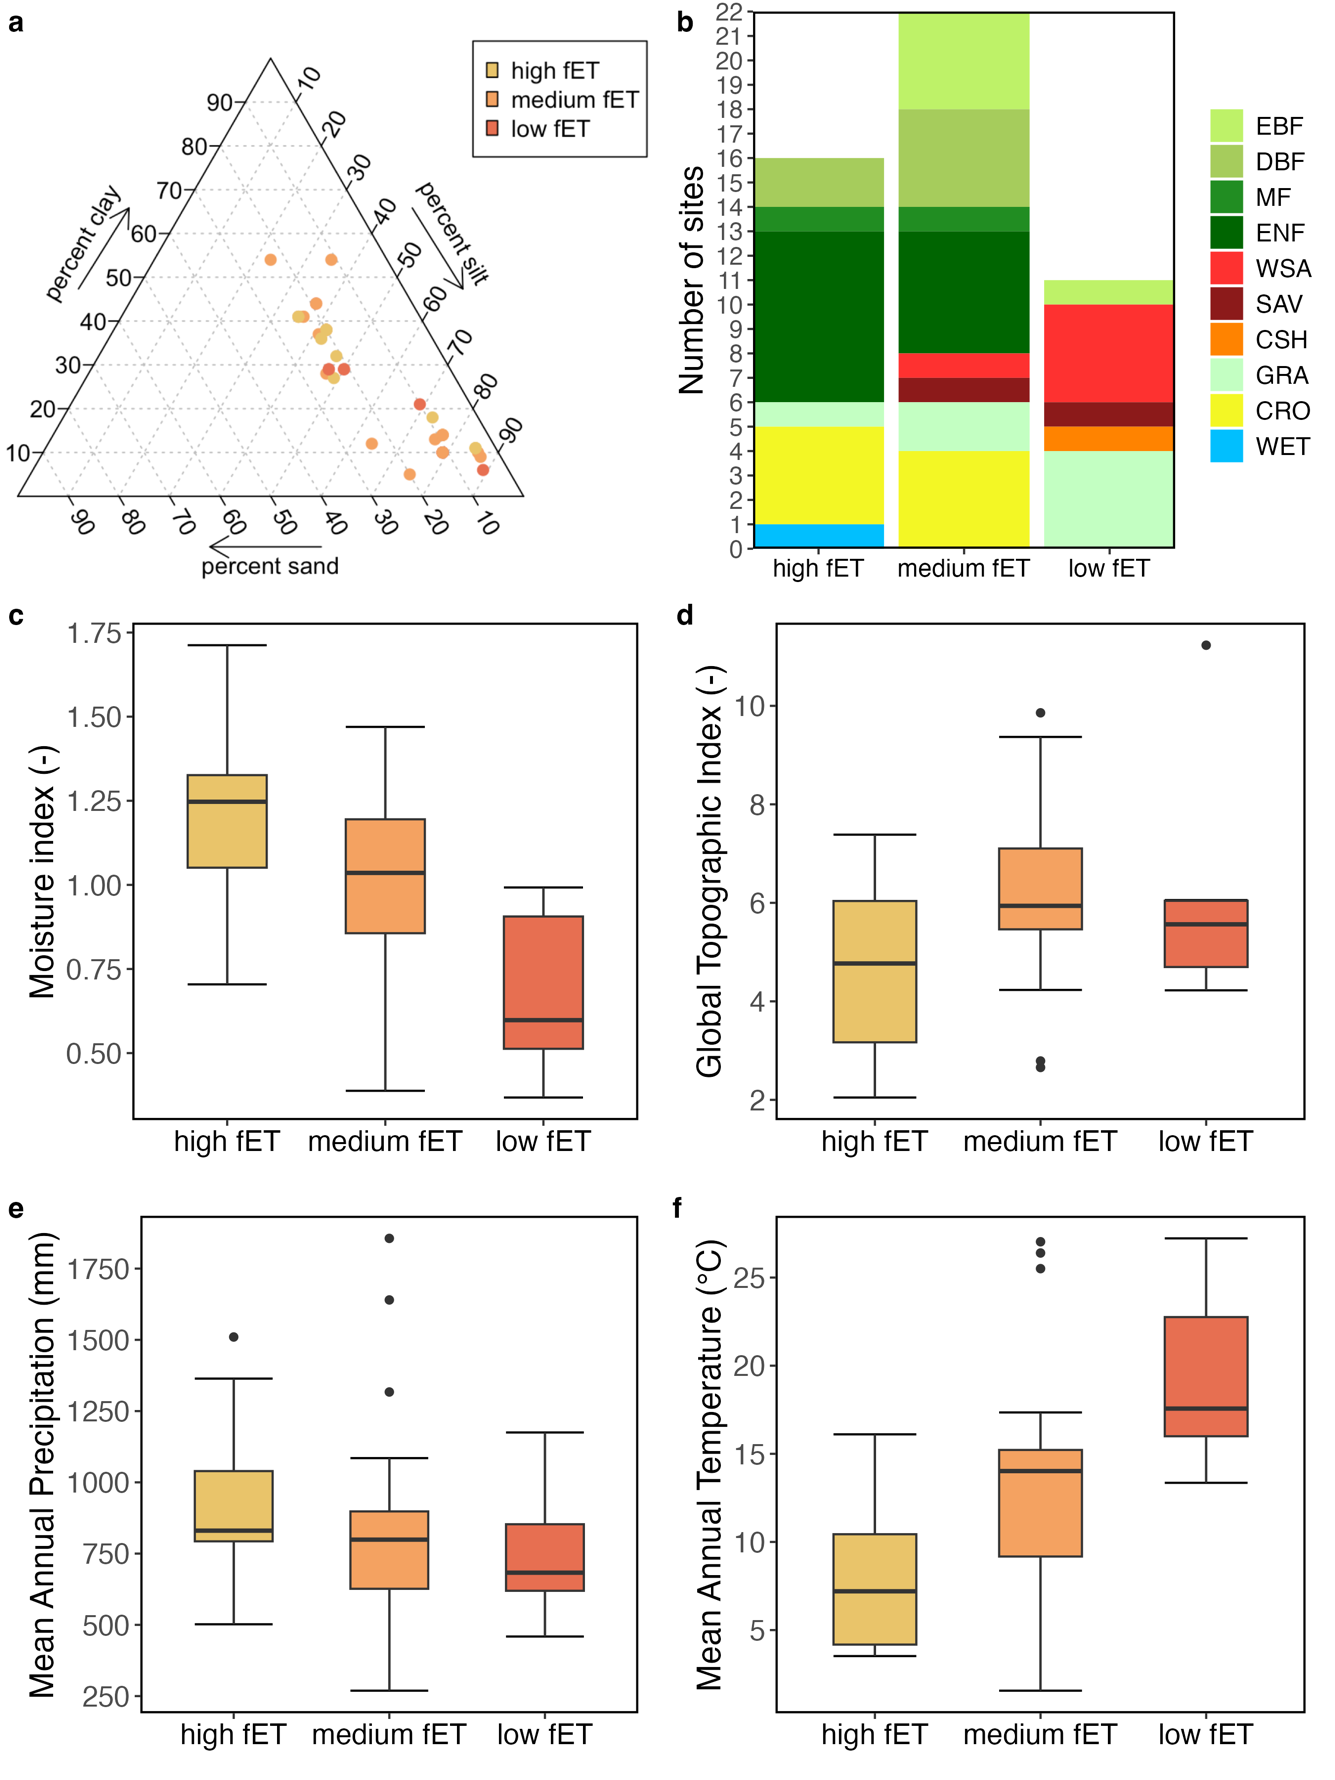 a
high fET
medium fET
low fET
10
20
30
40
50
60
70
80
90
90
80
70
60
50
40
30
20
10
90
80
70
60
50
40
30
20
10
percent clay
percent silt
percent sand
b
Number of sites
22
21
20
19
18
17
16
15
14
13
12
11
10
9
8
7
6
5
4
3
2
1
0
high fET
medium fET
low fET
EBF
DBF
MF
ENF
WSA
SAV
CSH
GRA
CRO
WET
c
Moisture index (-)
1.75
1.50
1.25
1.00
0.75
0.50
high fET
medium fET
low fET
d
Global Topographic Index (-)
10
8
6
4
2
high fET
medium fET
low fET
e
Mean Annual Precipitation (mm)
1750
1500
1250
1000
750
500
250
high fET
medium fET
low fET
f
Mean Annual Temperature (°C)
25
20
15
10
5
high fET
medium fET
low fET